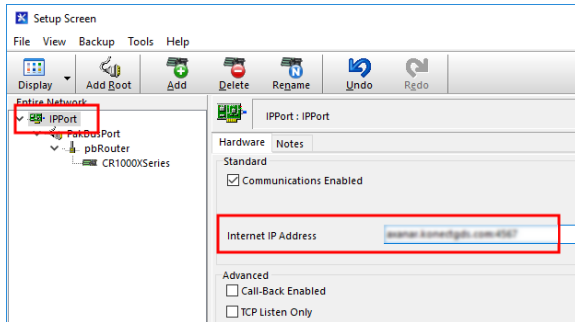 Setup Screen
File View Backup Tools Help
Display Add Root Add Delete Rename Undo Redo
Entire Network
IPPort
PakBusPort
pbRouter
CR1000XSeries
IPPort : IPPort
Hardware Notes
Standard
Communications Enabled
Internet IP Address
Advanced
Call-Back Enabled
TCP Listen Only